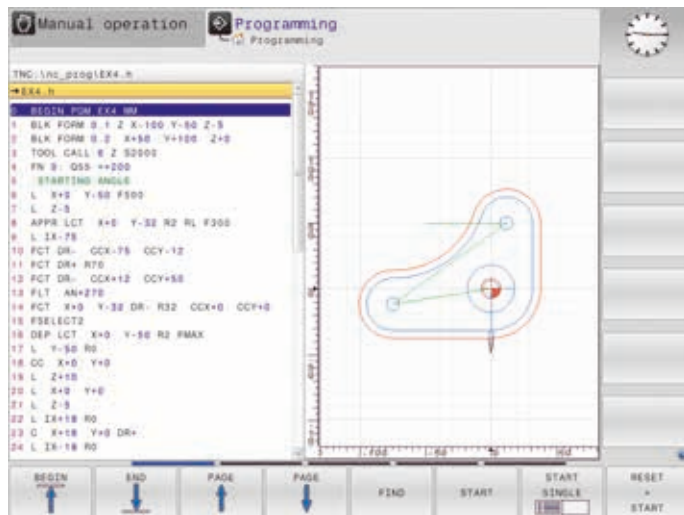 Manual operation
Programming
Programming
TNC:\nc_prog\EX4.h
→EX4.h
0 BEGIN PGM EX4 MM
1 BLK FORM 0.1 Z X-100 Y-50 Z-5
2 BLK FORM 0.2 X+50 Y+100 Z+0
3 TOOL CALL 6 Z S2000
4 FN 0: Q55 =+200
5 STARTING ANGLE
6 L X+0 Y-50 F500
7 L Z-5
8 APPR LCT X+0 Y-32 R2 RL F300
9 L IX-75
10 FCT DR- CCX-75 CCY-12
11 FCT DR+ R70
12 FCT DR- CCX+12 CCY+50
13 FLT AN+270
14 FCT X+0 Y-32 DR- R32 CCX+0 CCY+0
15 FSELECT2
16 DEP LCT X+0 Y-50 R2 FMAX
17 L Y-50 R0
18 CC X+0 Y+0
19 L Z+10
20 L X+0 Y+0
21 L Z-5
22 L IX+18 R0
23 C X+18 Y+0 DR+
24 L IX-18 R0
-100
-50
0
50
BEGIN
END
PAGE
PAGE
FIND
START
START
SINGLE
RESET
+
START